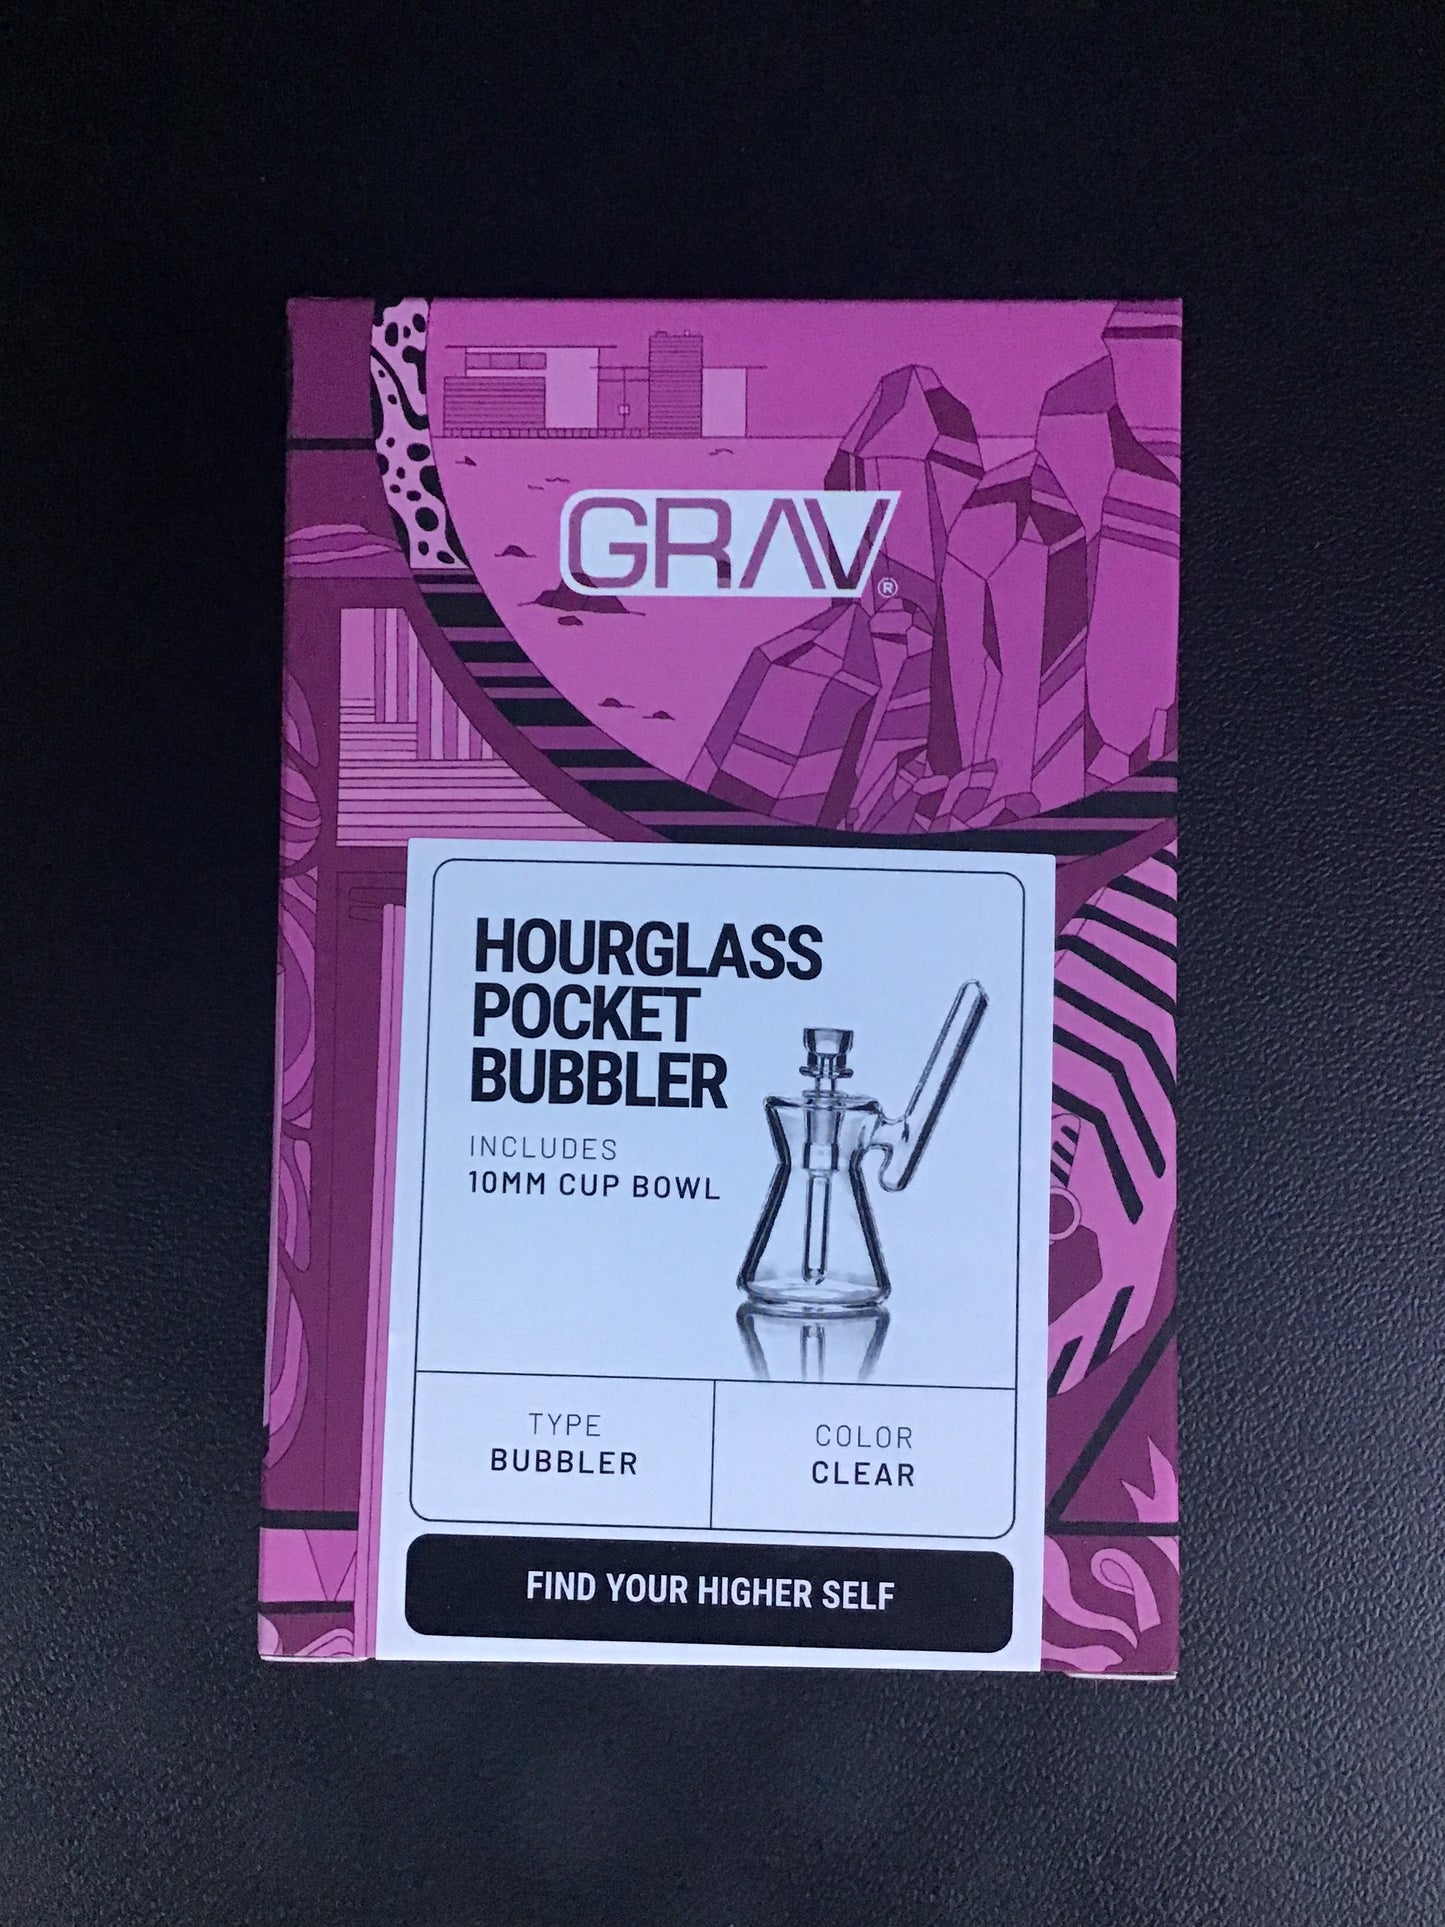 GRAV®
HOURGLASS
POCKET
BUBBLER
INCLUDES
10MM CUP BOWL
TYPE
BUBBLER
COLOR
CLEAR
FIND YOUR HIGHER SELF